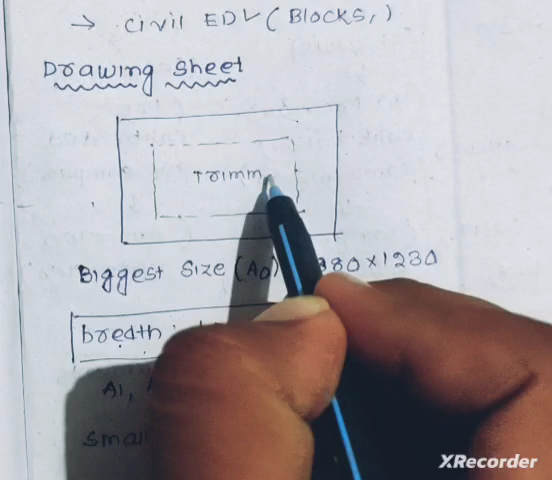 → civil EDV (Blocks,)
Drawing Sheet
Trimm
Biggest Size (A0) 880×1230
breadth
A1,
XRecorder